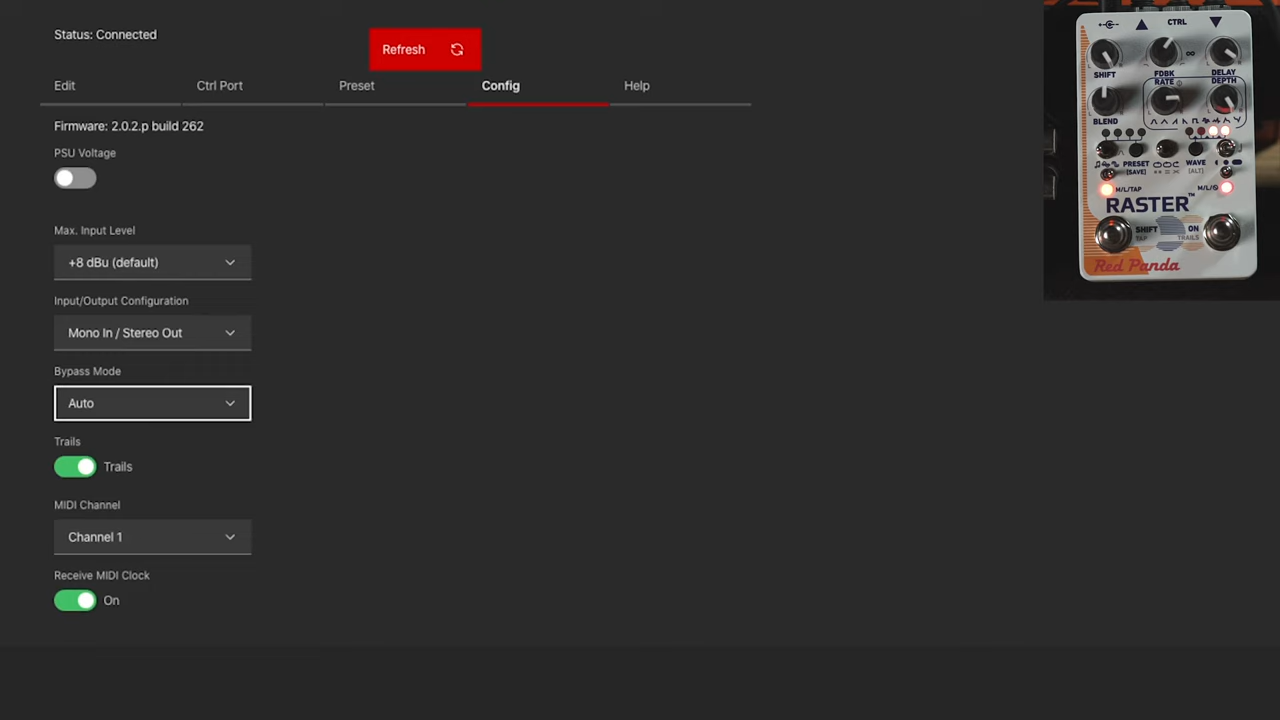 Status: Connected
Refresh
Edit
Ctrl Port
Preset
Config
Help
Firmware: 2.0.2.p build 262
PSU Voltage
Max. Input Level
+8 dBu (default)
Input/Output Configuration
Mono In / Stereo Out
Bypass Mode
Auto
Trails
Trails
MIDI Channel
Channel 1
Receive MIDI Clock
On
CTRL
SHIFT
FDBK
DELAY
RATE
DEPTH
BLEND
PRESET
[SAVE]
WAVE
[ALT]
M/L/TAP
M/L/
RASTER™
SHIFT
ON
TAP
TRAILS
Red Panda